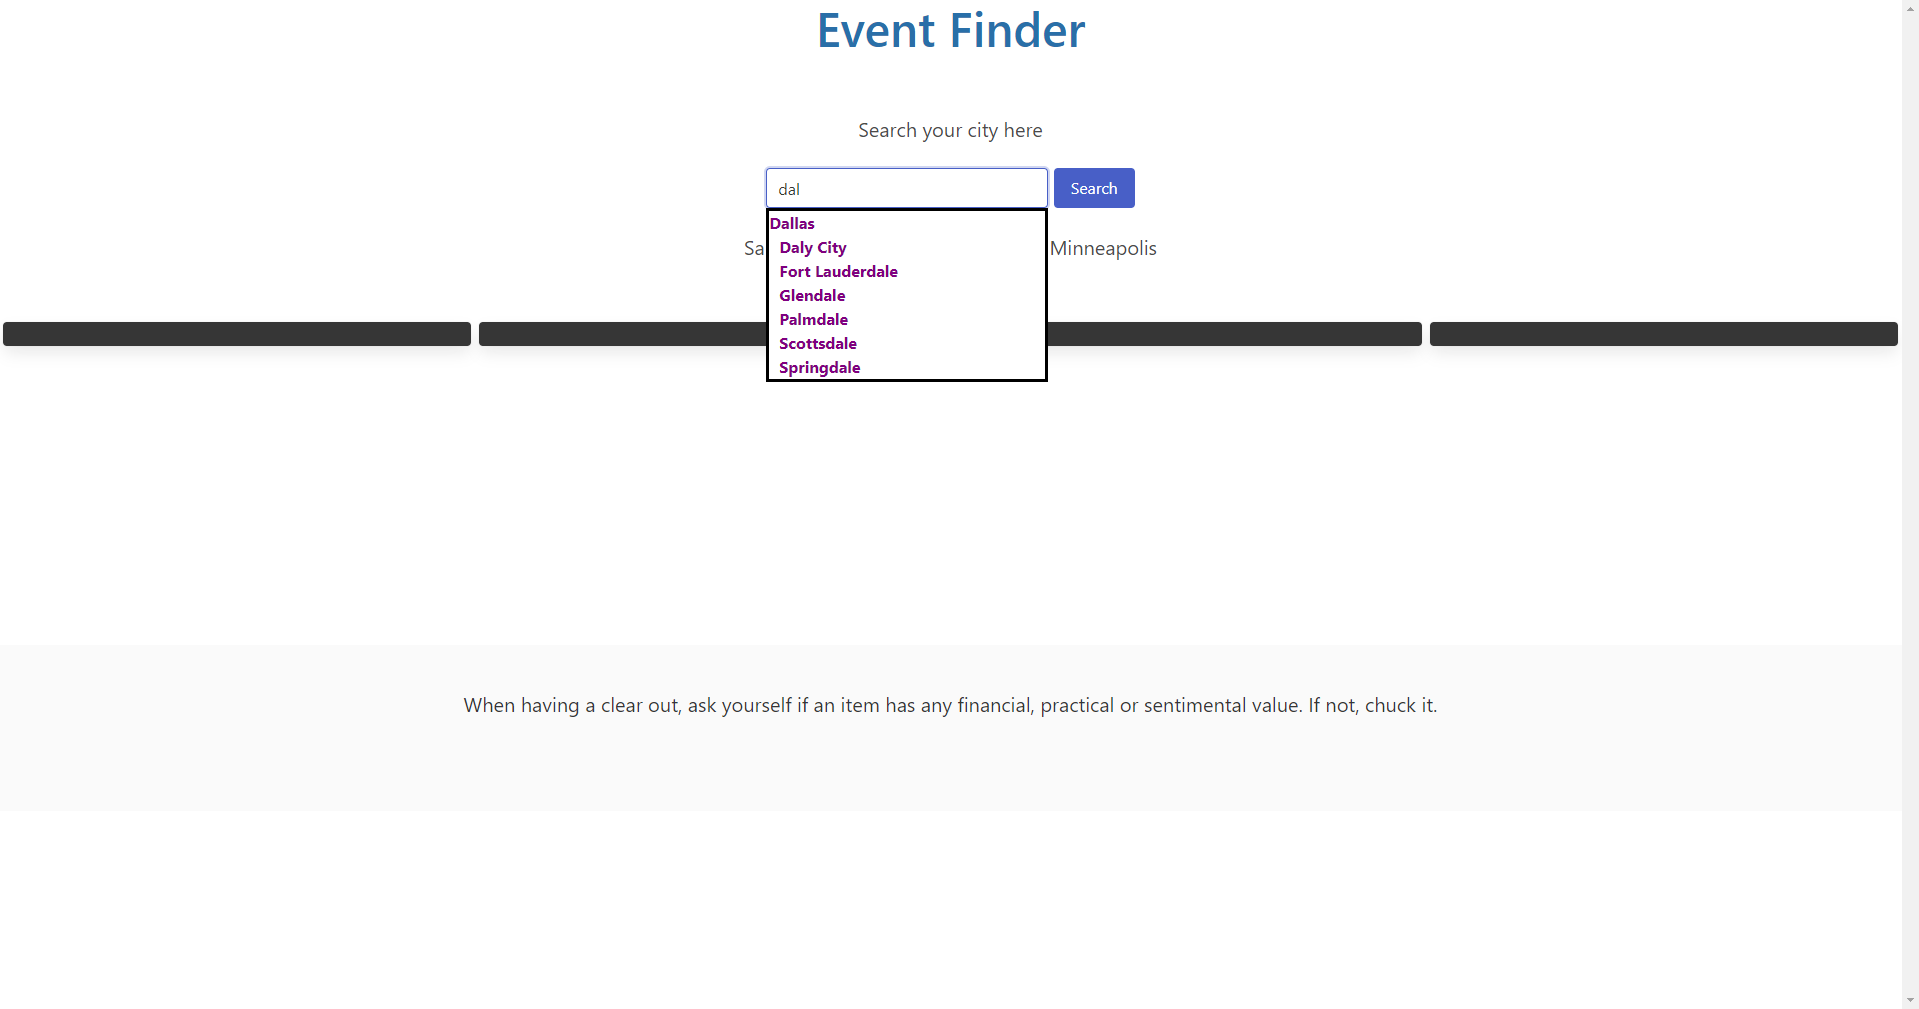 Event Finder
Search your city here
dal
Search
Dallas
Daly City
Sa Minneapolis
Fort Lauderdale
Glendale
Palmdale
Scottsdale
Springdale
When having a clear out, ask yourself if an item has any financial, practical or sentimental value. If not, chuck it.